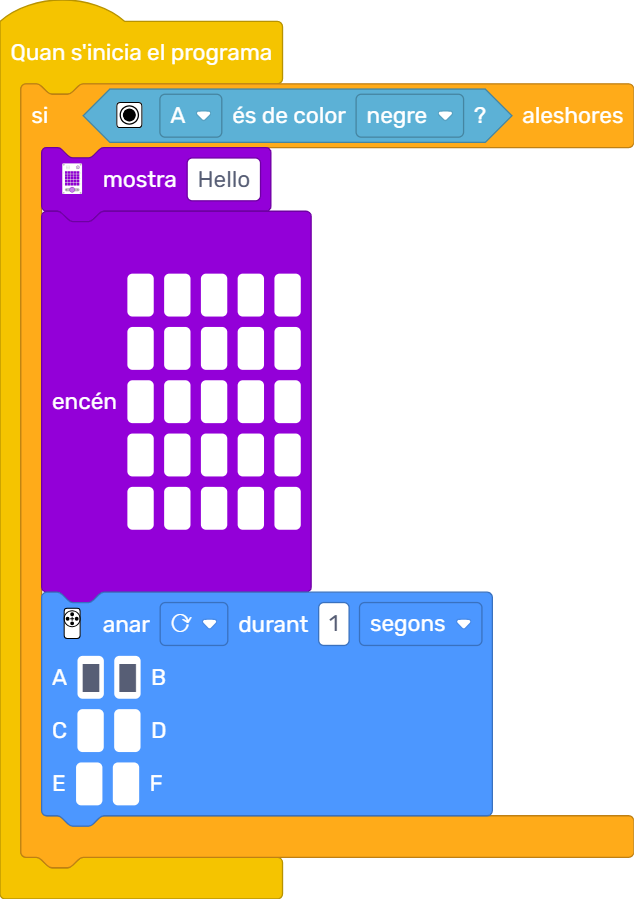 Quan s'inicia el programa
si A és de color negre ? aleshores
mostra Hello
encén
anar durant 1 segons
A B
C D
E F